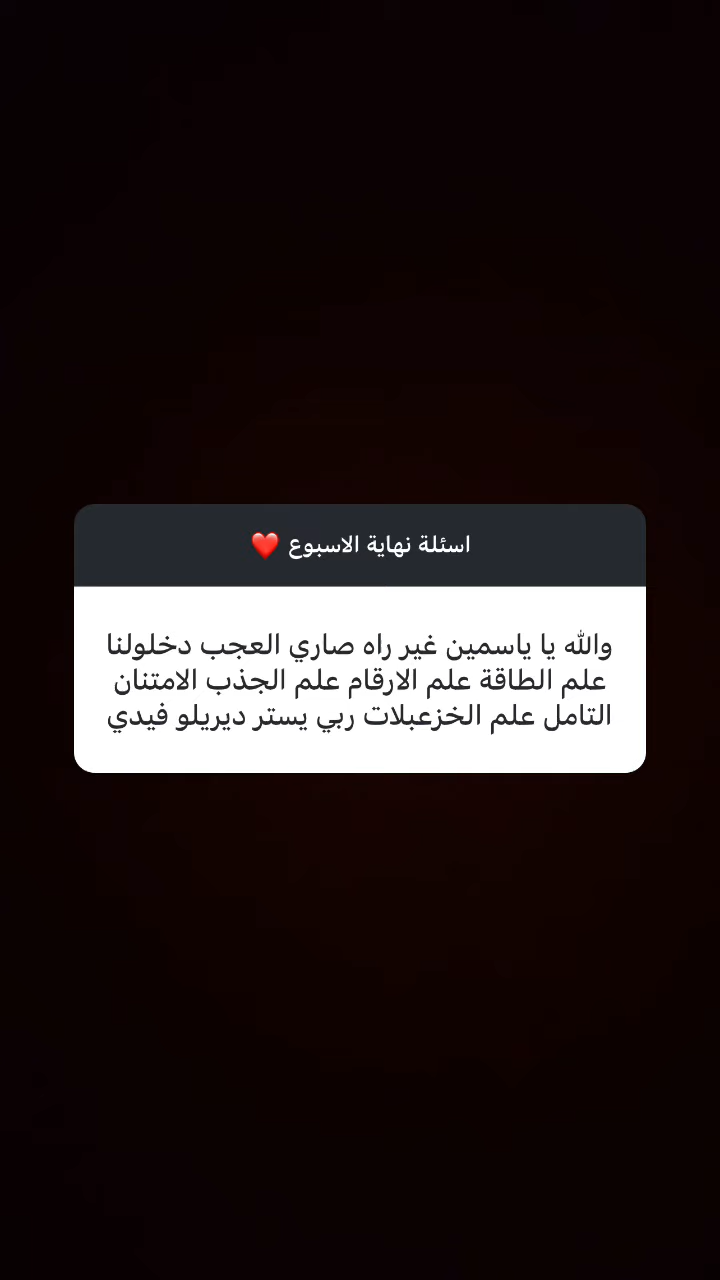 اسئلة نهاية الاسبوع ❤️
والله يا ياسمين غير راه صاري العجب دخلولنا
علم الطاقة علم الارقام علم الجذب الامتنان
التامل علم الخزعبلات ربي يستر ديريلو فيدي